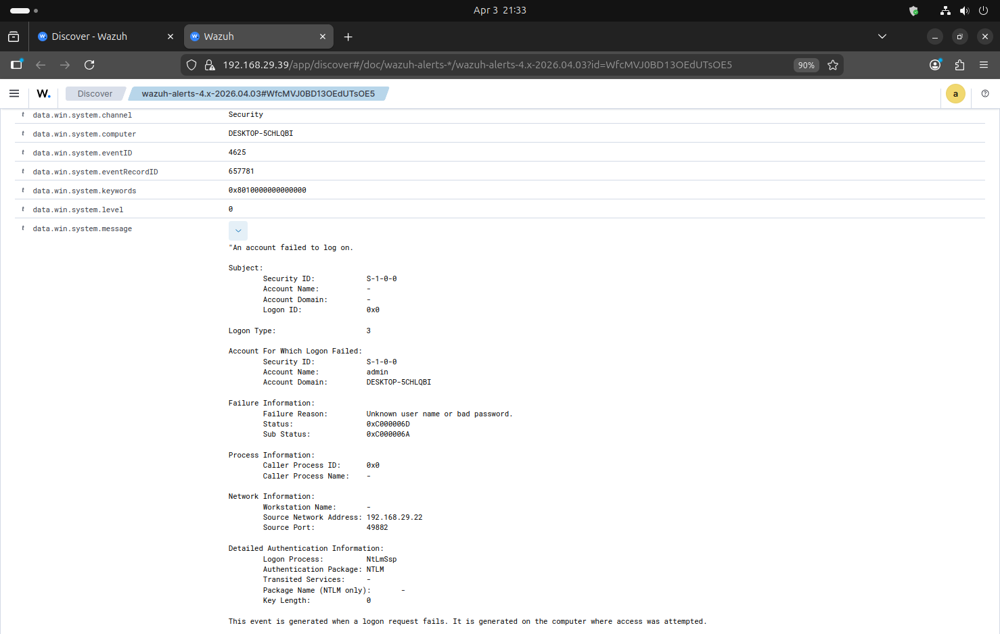 Apr 3 21:33
Discover - Wazuh
Wazuh
192.168.29.39/app/discover#/doc/wazuh-alerts-*/wazuh-alerts-4.x-2026.04.03?id=WfcMVJ0BD13OEdUTsOE5
90%
W.
Discover
wazuh-alerts-4.x-2026.04.03#WfcMVJ0BD13OEdUTsOE5
a
t data.win.system.channel Security
t data.win.system.computer DESKTOP-5CHLQBI
t data.win.system.eventID 4625
t data.win.system.eventRecordID 657781
t data.win.system.keywords 0x8010000000000000
t data.win.system.level 0
t data.win.system.message
"An account failed to log on.
Subject:
Security ID: S-1-0-0
Account Name: -
Account Domain: -
Logon ID: 0x0
Logon Type: 3
Account For Which Logon Failed:
Security ID: S-1-0-0
Account Name: admin
Account Domain: DESKTOP-5CHLQBI
Failure Information:
Failure Reason: Unknown user name or bad password.
Status: 0xC000006D
Sub Status: 0xC000006A
Process Information:
Caller Process ID: 0x0
Caller Process Name: -
Network Information:
Workstation Name: -
Source Network Address: 192.168.29.22
Source Port: 49882
Detailed Authentication Information:
Logon Process: NtLmSsp
Authentication Package: NTLM
Transited Services: -
Package Name (NTLM only): -
Key Length: 0
This event is generated when a logon request fails. It is generated on the computer where access was attempted.